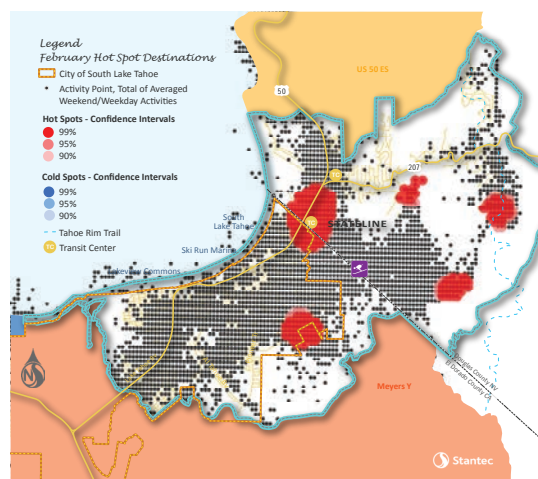 Legend
February Hot Spot Destinations
City of South Lake Tahoe
Activity Point, Total of Averaged
Weekend/Weekday Activities
Hot Spots - Confidence Intervals
99%
95%
90%
Cold Spots - Confidence Intervals
99%
95%
90%
Tahoe Rim Trail
TC Transit Center
US 50 ES
50
TC
207
South
Lake Tahoe
TC
STATELINE
Ski Run Marina
Lakeview Commons
Douglas County NV
El Dorado County CA
Meyers Y
Stantec